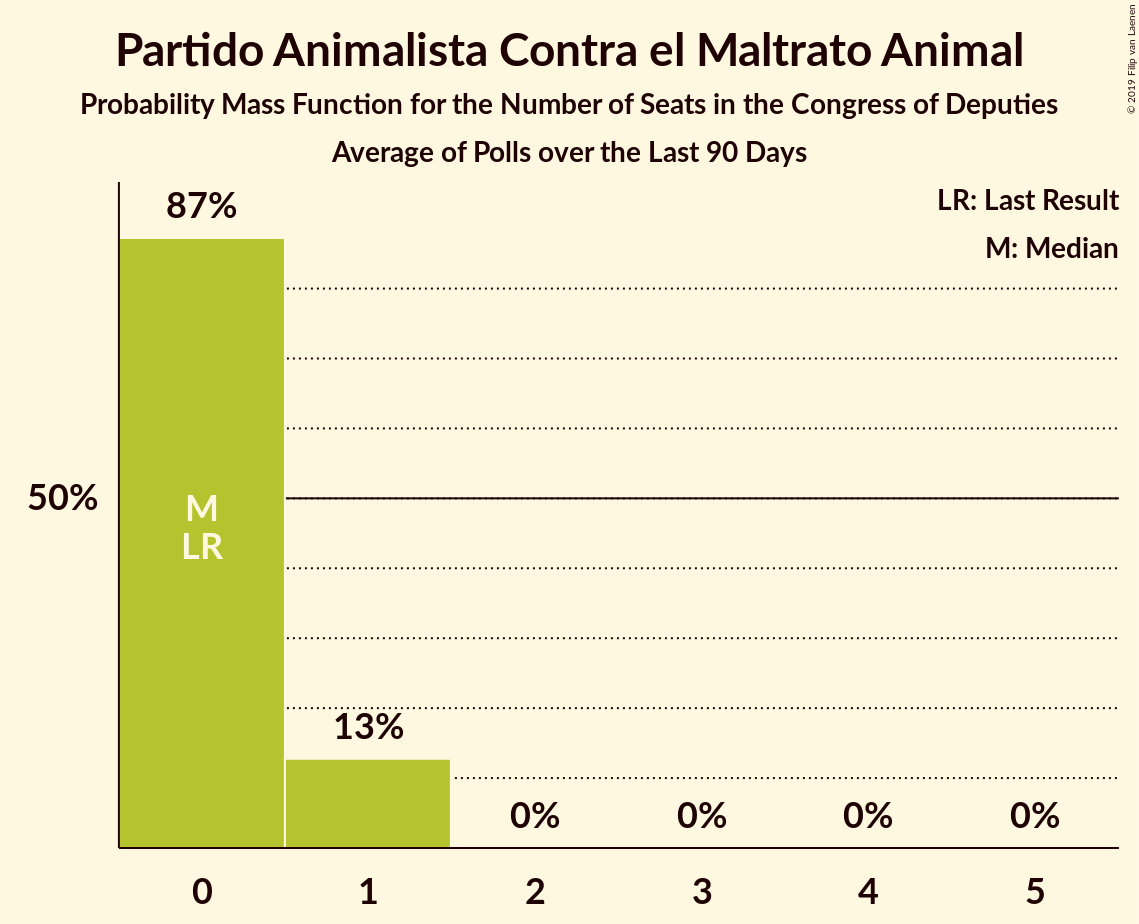 Partido Animalista Contra el Maltrato Animal
Probability Mass Function for the Number of Seats in the Congress of Deputies
Average of Polls over the Last 90 Days
© 2019 Filip van Laenen
LR: Last Result
M: Median
87%
50%
M
LR
13%
0%
0%
0%
0%
0
1
2
3
4
5